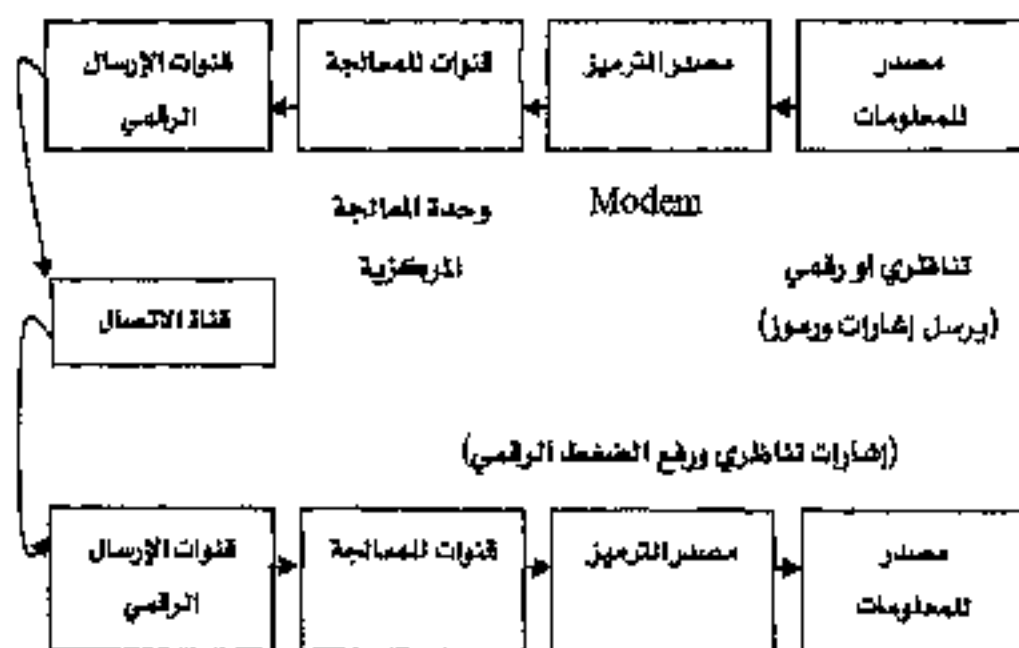 مصدر
للمعلومات
مصدر الترميز
قنوات للمعالجة
قنوات الإرسال
الرقمي
Modem
وحدة المعالجة
المركزية
تناظري او رقمي
(يرسل إشارات ورموز)
قناة الاتصال
(إشارات تناظري ورفع الضغط الرقمي)
قنوات الإرسال
الرقمي
قنوات للمعالجة
مصدر الترميز
مصدر
للمعلومات